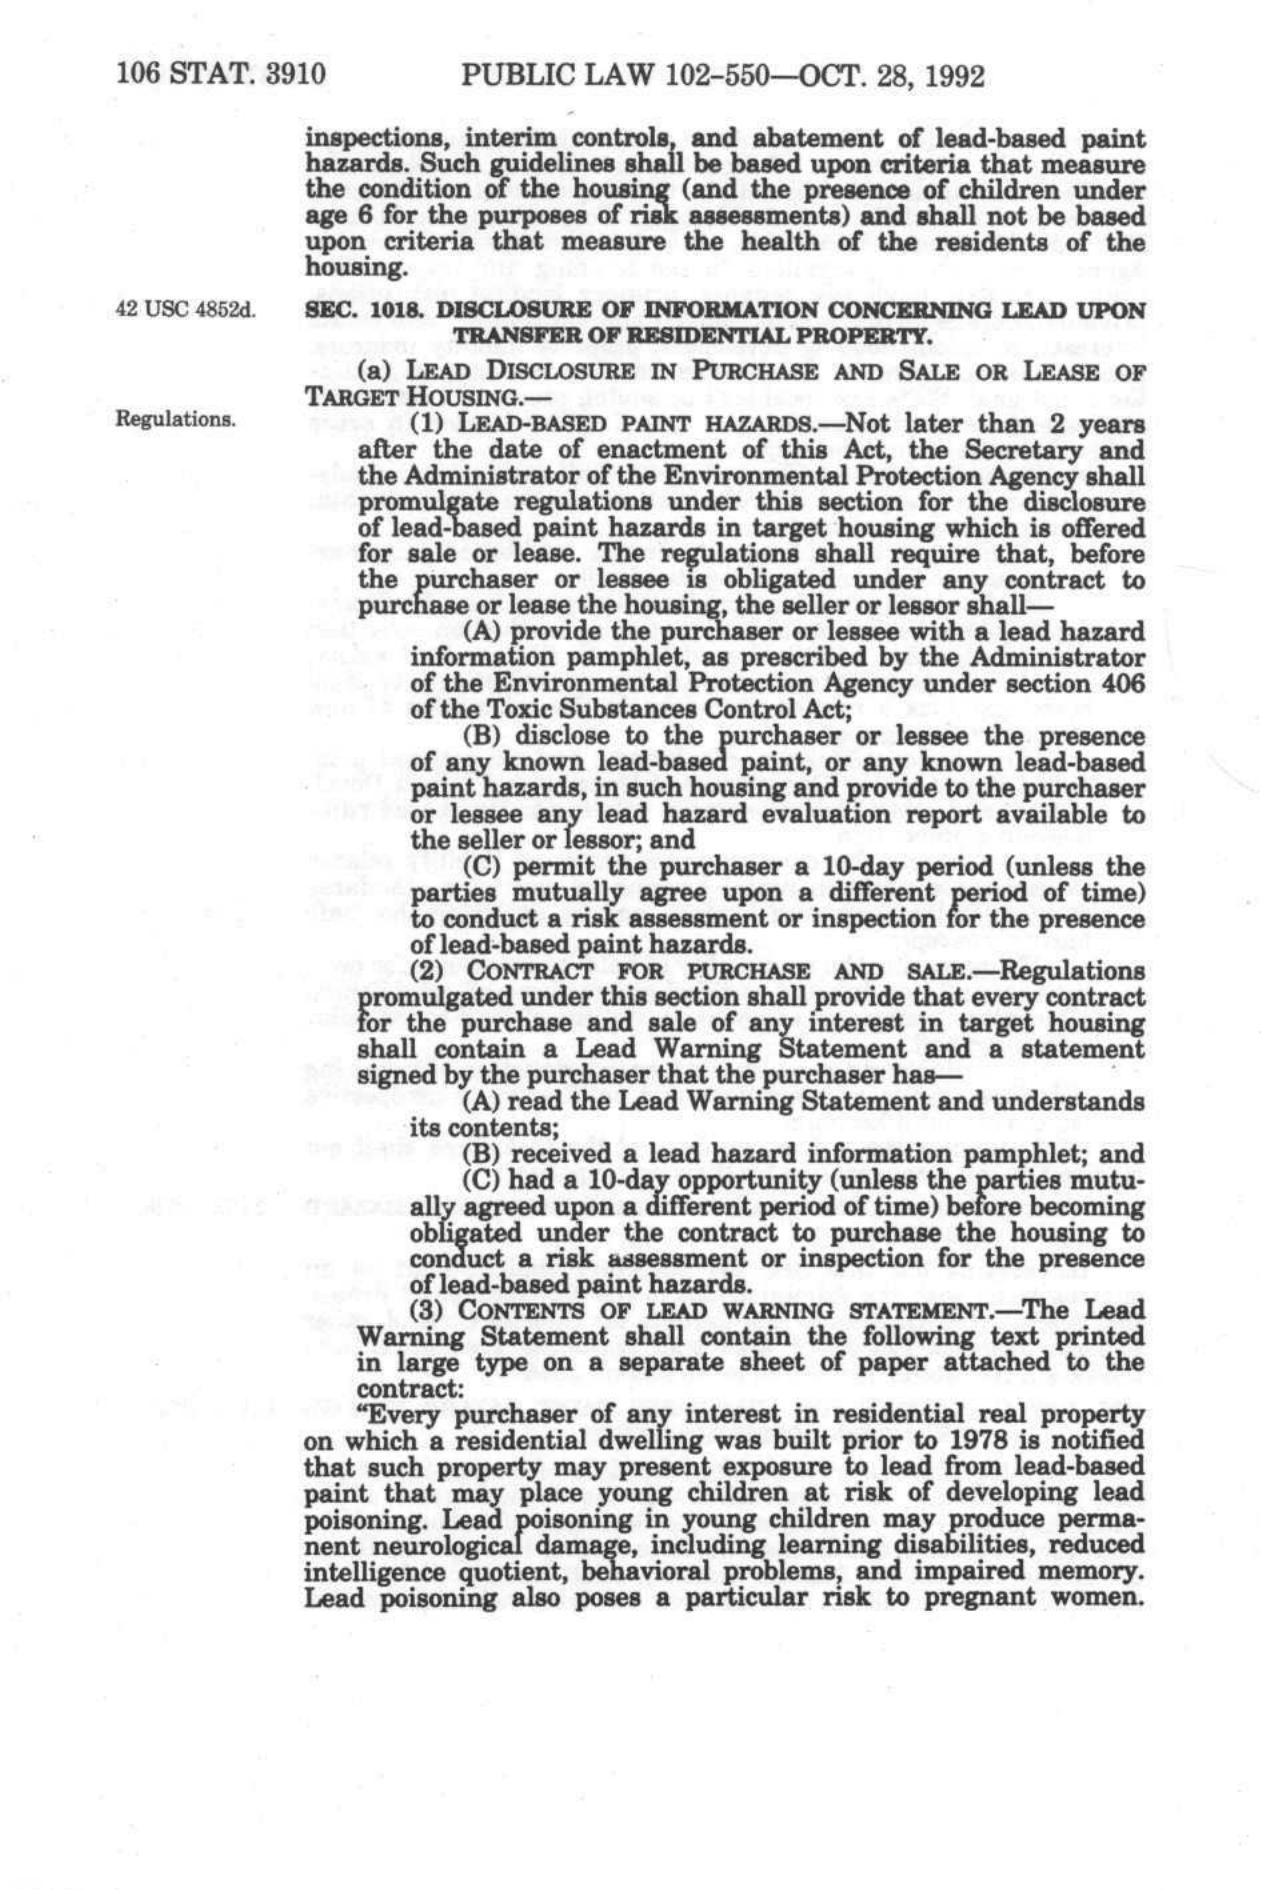 106 STAT. 3910 PUBLIC LAW 102-550—OCT. 28, 1992
inspections, interim controls, and abatement of lead-based paint
hazards. Such guidelines shall be based upon criteria that measure
the condition of the housing (and the presence of children under
age 6 for the purposes of risk assessments) and shall not be based
upon criteria that measure the health of the residents of the
housing.
42 USC 4852d.
SEC. 1018. DISCLOSURE OF INFORMATION CONCERNING LEAD UPON
TRANSFER OF RESIDENTIAL PROPERTY.
(a) LEAD DISCLOSURE IN PURCHASE AND SALE OR LEASE OF
TARGET HOUSING.—
Regulations.
(1) LEAD-BASED PAINT HAZARDS.—Not later than 2 years
after the date of enactment of this Act, the Secretary and
the Administrator of the Environmental Protection Agency shall
promulgate regulations under this section for the disclosure
of lead-based paint hazards in target housing which is offered
for sale or lease. The regulations shall require that, before
the purchaser or lessee is obligated under any contract to
purchase or lease the housing, the seller or lessor shall—
(A) provide the purchaser or lessee with a lead hazard
information pamphlet, as prescribed by the Administrator
of the Environmental Protection Agency under section 406
of the Toxic Substances Control Act;
(B) disclose to the purchaser or lessee the presence
of any known lead-based paint, or any known lead-based
paint hazards, in such housing and provide to the purchaser
or lessee any lead hazard evaluation report available to
the seller or lessor; and
(C) permit the purchaser a 10-day period (unless the
parties mutually agree upon a different period of time)
to conduct a risk assessment or inspection for the presence
of lead-based paint hazards.
(2) CONTRACT FOR PURCHASE AND SALE.—Regulations
promulgated under this section shall provide that every contract
for the purchase and sale of any interest in target housing
shall contain a Lead Warning Statement and a statement
signed by the purchaser that the purchaser has—
(A) read the Lead Warning Statement and understands
its contents;
(B) received a lead hazard information pamphlet; and
(C) had a 10-day opportunity (unless the parties mutu-
ally agreed upon a different period of time) before becoming
obligated under the contract to purchase the housing to
conduct a risk assessment or inspection for the presence
of lead-based paint hazards.
(3) CONTENTS OF LEAD WARNING STATEMENT.—The Lead
Warning Statement shall contain the following text printed
in large type on a separate sheet of paper attached to the
contract:
“Every purchaser of any interest in residential real property
on which a residential dwelling was built prior to 1978 is notified
that such property may present exposure to lead from lead-based
paint that may place young children at risk of developing lead
poisoning. Lead poisoning in young children may produce perma-
nent neurological damage, including learning disabilities, reduced
intelligence quotient, behavioral problems, and impaired memory.
Lead poisoning also poses a particular risk to pregnant women.